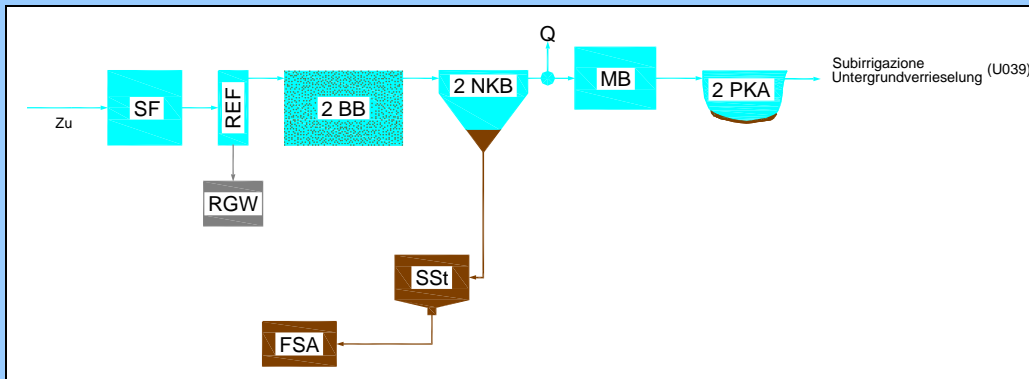 Zu
SF
REF
RGW
2 BB
2 NKB
Q
MB
2 PKA
Subirrigazione
Untergrundverrieselung (U039)
SSt
FSA